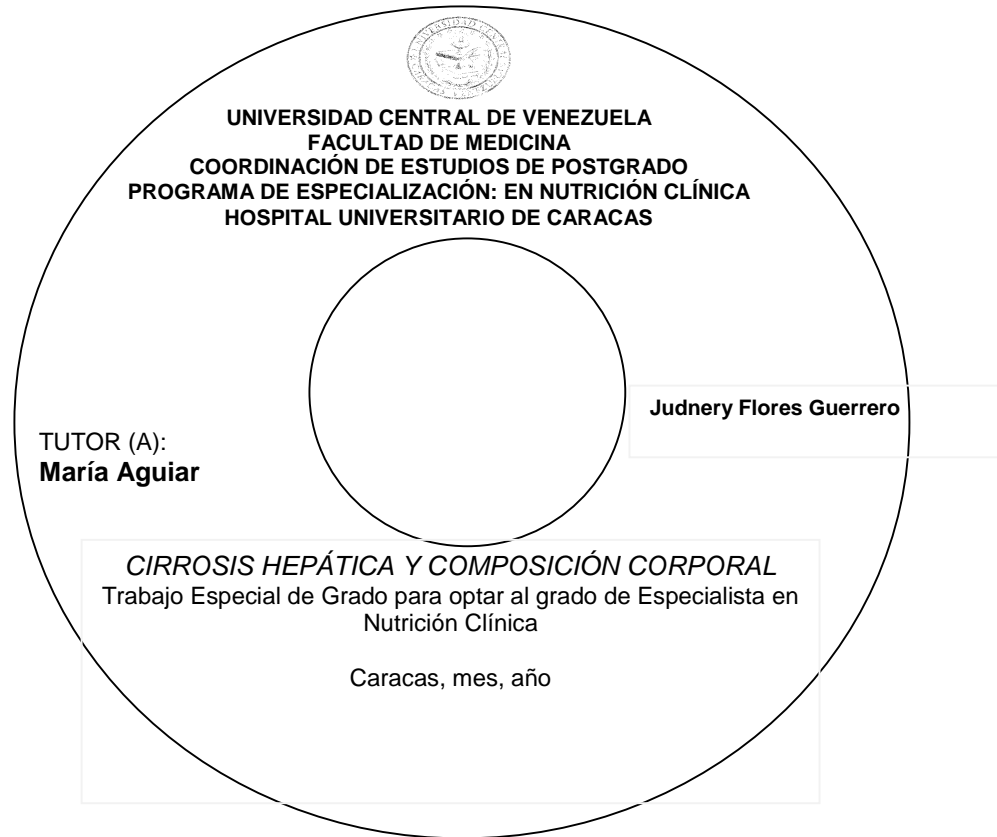 UNIVERSIDAD CENTRAL DE VENEZUELA
FACULTAD DE MEDICINA
COORDINACIÓN DE ESTUDIOS DE POSTGRADO
PROGRAMA DE ESPECIALIZACIÓN: EN NUTRICIÓN CLÍNICA
HOSPITAL UNIVERSITARIO DE CARACAS
Judnery Flores Guerrero
TUTOR (A):
María Aguiar
CIRROSIS HEPÁTICA Y COMPOSICIÓN CORPORAL
Trabajo Especial de Grado para optar al grado de Especialista en
Nutrición Clínica
Caracas, mes, año